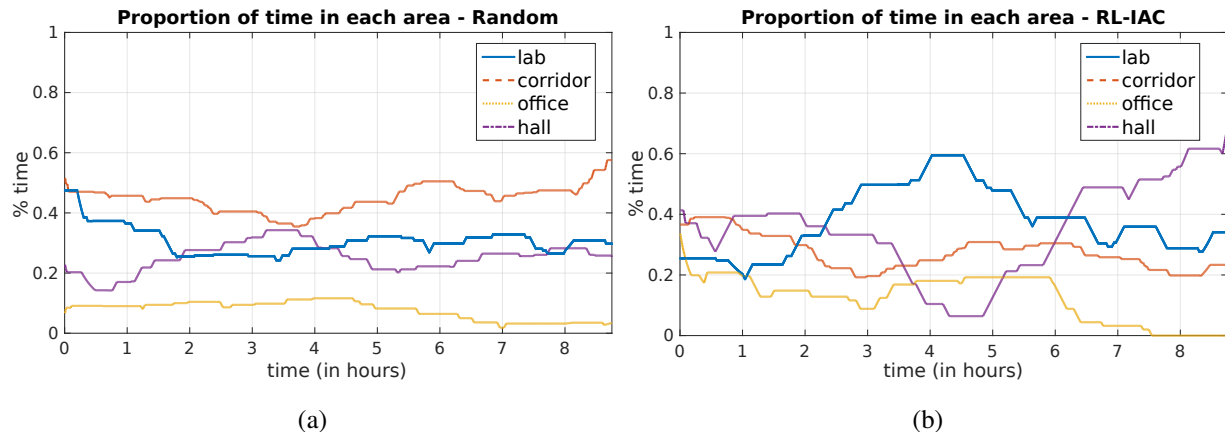 Proportion of time in each area - Random
1
0.8
0.6
0.4
0.2
0
% time
lab
corridor
office
hall
0 1 2 3 4 5 6 7 8
time (in hours)
(a)
Proportion of time in each area - RL-IAC
1
0.8
0.6
0.4
0.2
0
% time
lab
corridor
office
hall
0 1 2 3 4 5 6 7 8
time (in hours)
(b)